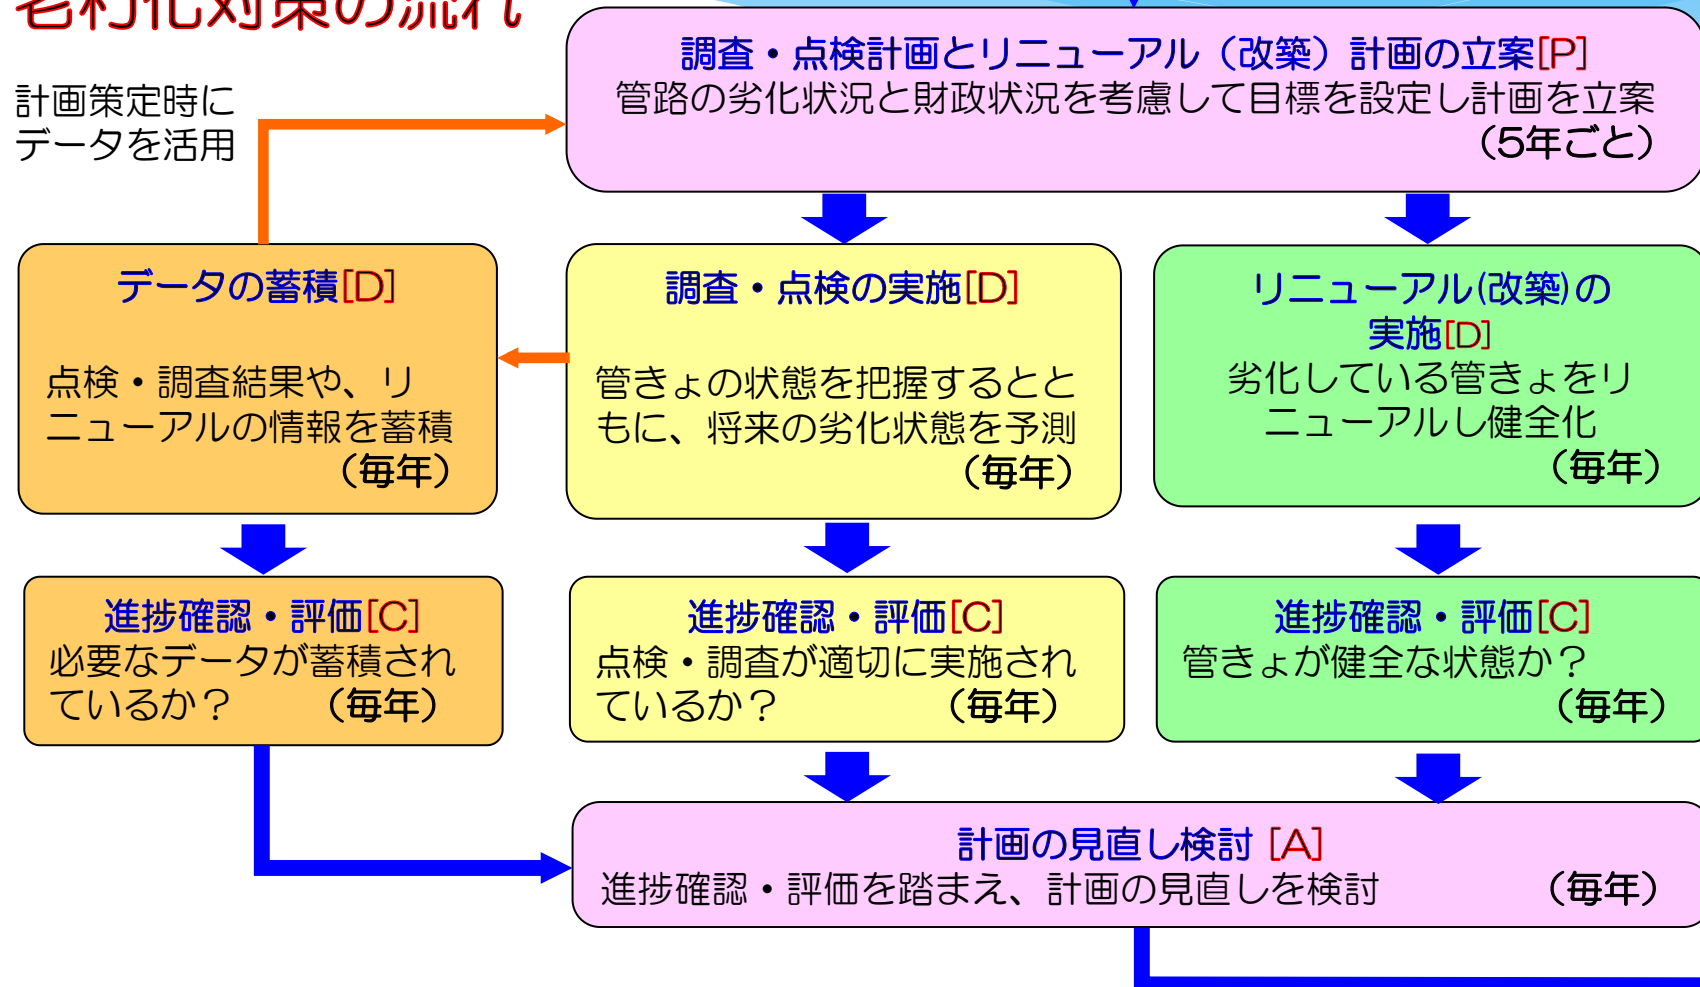 老朽化対策の流れ
調査・点検計画とリニューアル（改築）計画の立案[P]
管路の劣化状況と財政状況を考慮して目標を設定し計画を立案
（5年ごと）
計画策定時に
データを活用
データの蓄積[D]
点検・調査結果や、リ
ニューアルの情報を蓄積
（毎年）
調査・点検の実施[D]
管きょの状態を把握するとと
もに、将来の劣化状態を予測
（毎年）
リニューアル(改築)の
実施[D]
劣化している管きょをリ
ニューアルし健全化
（毎年）
進捗確認・評価[C]
必要なデータが蓄積され
ているか？　　（毎年）
進捗確認・評価[C]
点検・調査が適切に実施され
ているか？　　（毎年）
進捗確認・評価[C]
管きょが健全な状態か？
（毎年）
計画の見直し検討 [A]
進捗確認・評価を踏まえ、計画の見直しを検討　　（毎年）